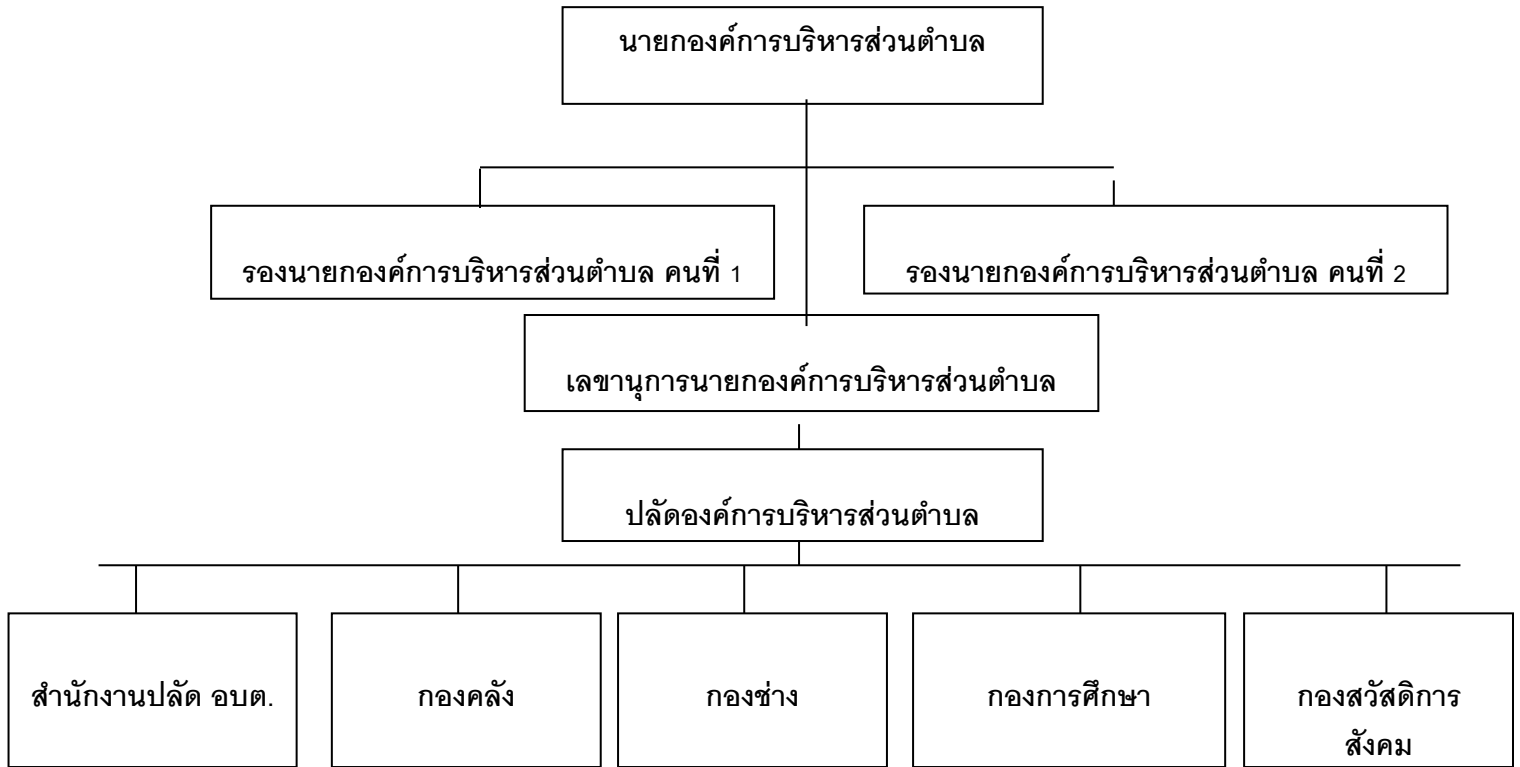 นายกองค์การบริหารส่วนตำบล
รองนายกองค์การบริหารส่วนตำบล คนที่ 1
รองนายกองค์การบริหารส่วนตำบล คนที่ 2
เลขานุการนายกองค์การบริหารส่วนตำบล
ปลัดองค์การบริหารส่วนตำบล
สำนักงานปลัด อบต.
กองคลัง
กองช่าง
กองการศึกษา
กองสวัสดิการ
สังคม